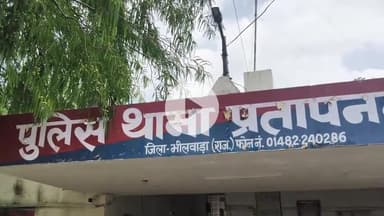 पुलिस थाना प्रतापन
जिला-भीलवाड़ा (राज.) फोन नं. 01482-240286